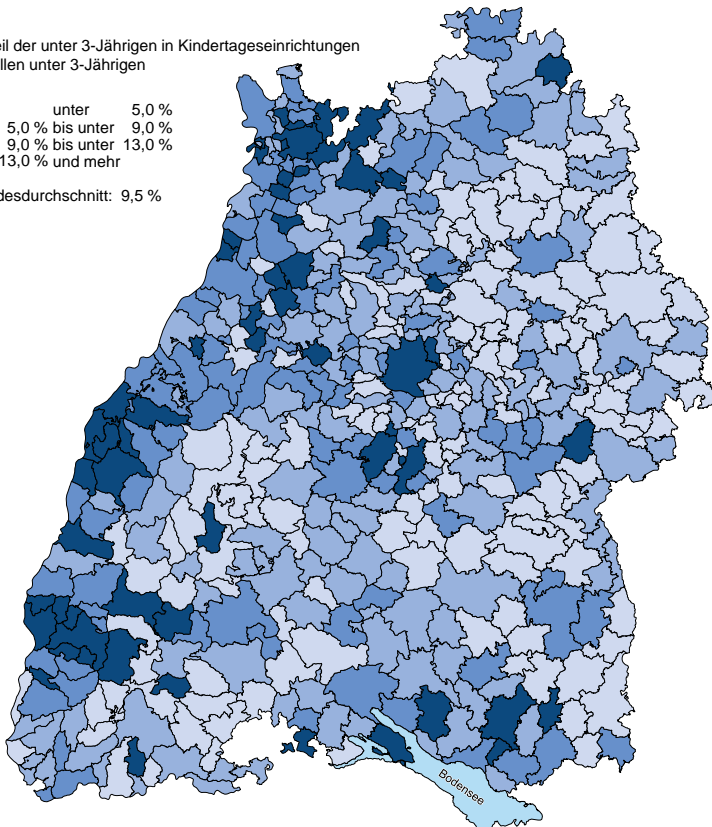 eil der unter 3-Jährigen in Kindertageseinrichtungen
llen unter 3-Jährigen
unter 5,0 %
5,0 % bis unter 9,0 %
9,0 % bis unter 13,0 %
13,0 % und mehr
desdurchschnitt: 9,5 %
Bodensee